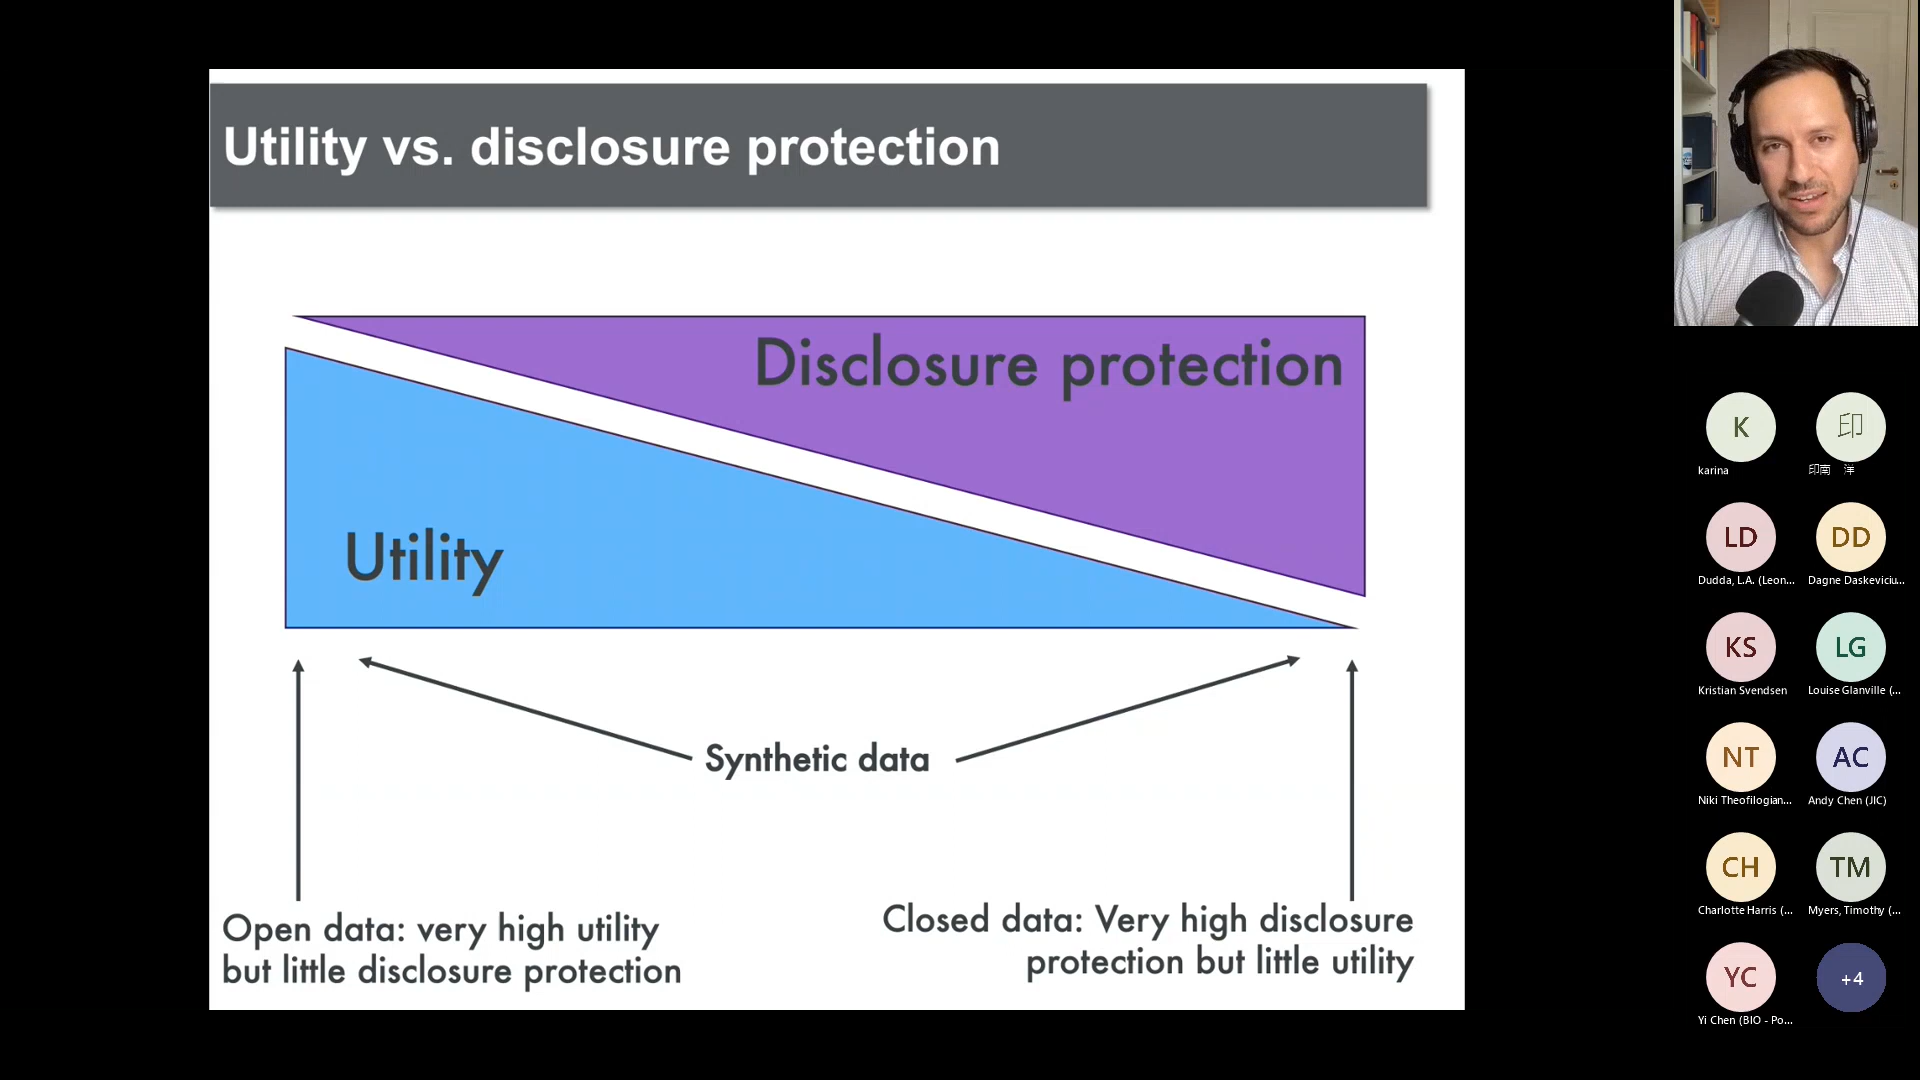 Utility vs. disclosure protection
Disclosure protection
Utility
Synthetic data
Open data: very high utility
but little disclosure protection
Closed data: Very high disclosure
protection but little utility
K
karina
印
印南 洋
LD
Dudda, L.A. (Leon...
DD
Dagne Daskeviciu...
KS
Kristian Svendsen
LG
Louise Glanville (...
NT
Niki Theofilogian...
AC
Andy Chen (JIC)
CH
Charlotte Harris (...
TM
Myers, Timothy (...
YC
Yi Chen (BIO - Po...
+4